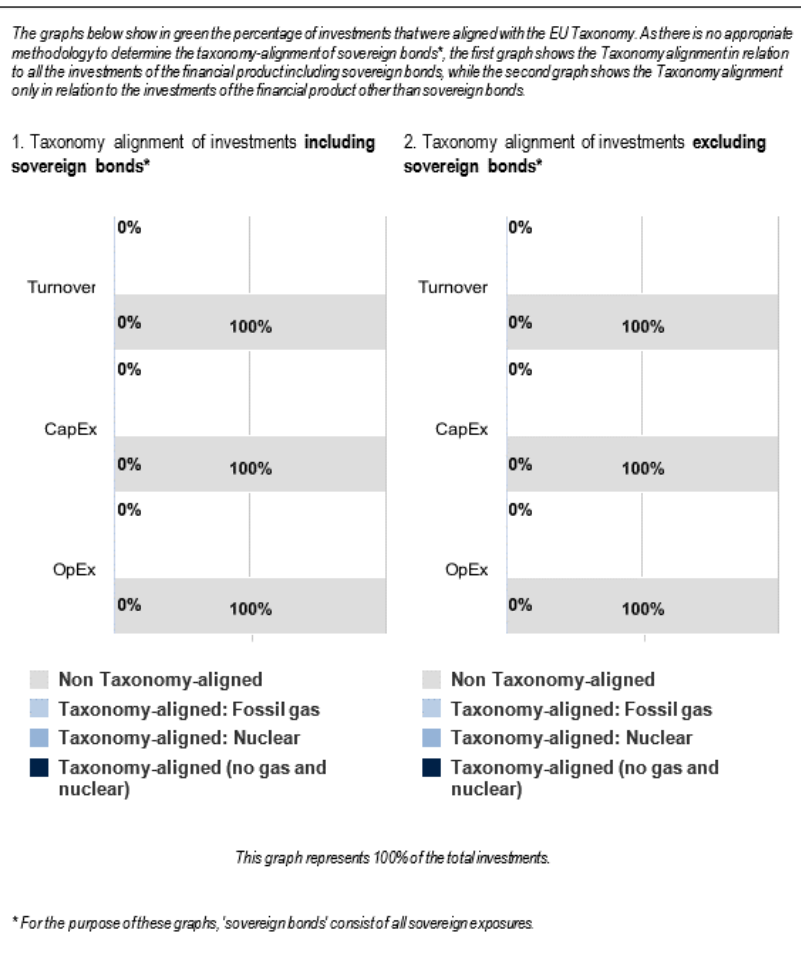 The graphs below show in green the percentage of investments that were aligned with the EU Taxonomy. As there is no appropriate
methodology to determine the taxonomy-alignment of sovereign bonds*, the first graph shows the Taxonomy alignment in relation
to all the investments of the financial product including sovereign bonds, while the second graph shows the Taxonomy alignment
only in relation to the investments of the financial product other than sovereign bonds.
1. Taxonomy alignment of investments including
sovereign bonds*
0%
Turnover
0% 100%
0%
CapEx
0% 100%
0%
OpEx
0% 100%
Non Taxonomy-aligned
Taxonomy-aligned: Fossil gas
Taxonomy-aligned: Nuclear
Taxonomy-aligned (no gas and
nuclear)
2. Taxonomy alignment of investments excluding
sovereign bonds*
0%
Turnover
0% 100%
0%
CapEx
0% 100%
0%
OpEx
0% 100%
Non Taxonomy-aligned
Taxonomy-aligned: Fossil gas
Taxonomy-aligned: Nuclear
Taxonomy-aligned (no gas and
nuclear)
This graph represents 100% of the total investments.
* For the purpose of these graphs, 'sovereign bonds' consist of all sovereign exposures.